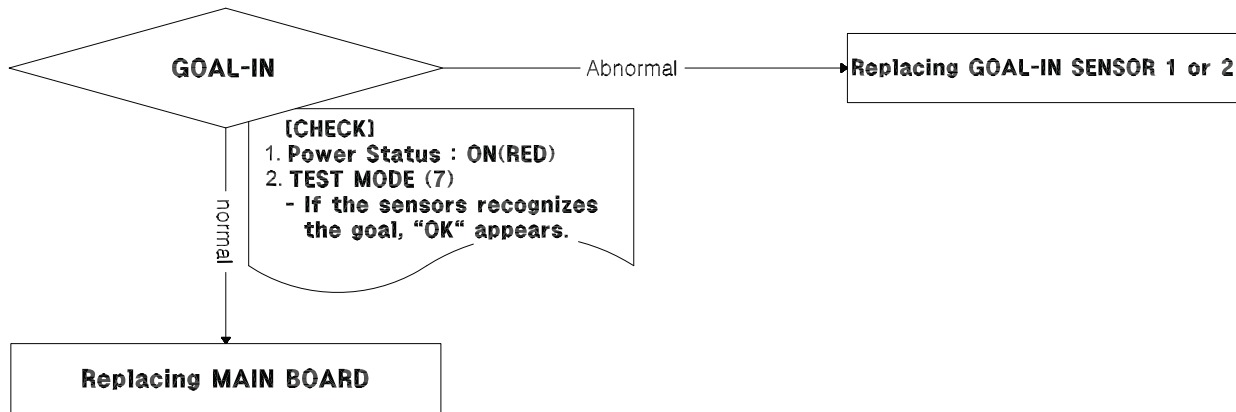 GOAL-IN
Abnormal
Replacing GOAL-IN SENSOR 1 or 2
[CHECK]
1. Power Status : ON(RED)
2. TEST MODE (7)
- If the sensors recognizes
the goal, “OK“ appears.
normal
Replacing MAIN BOARD